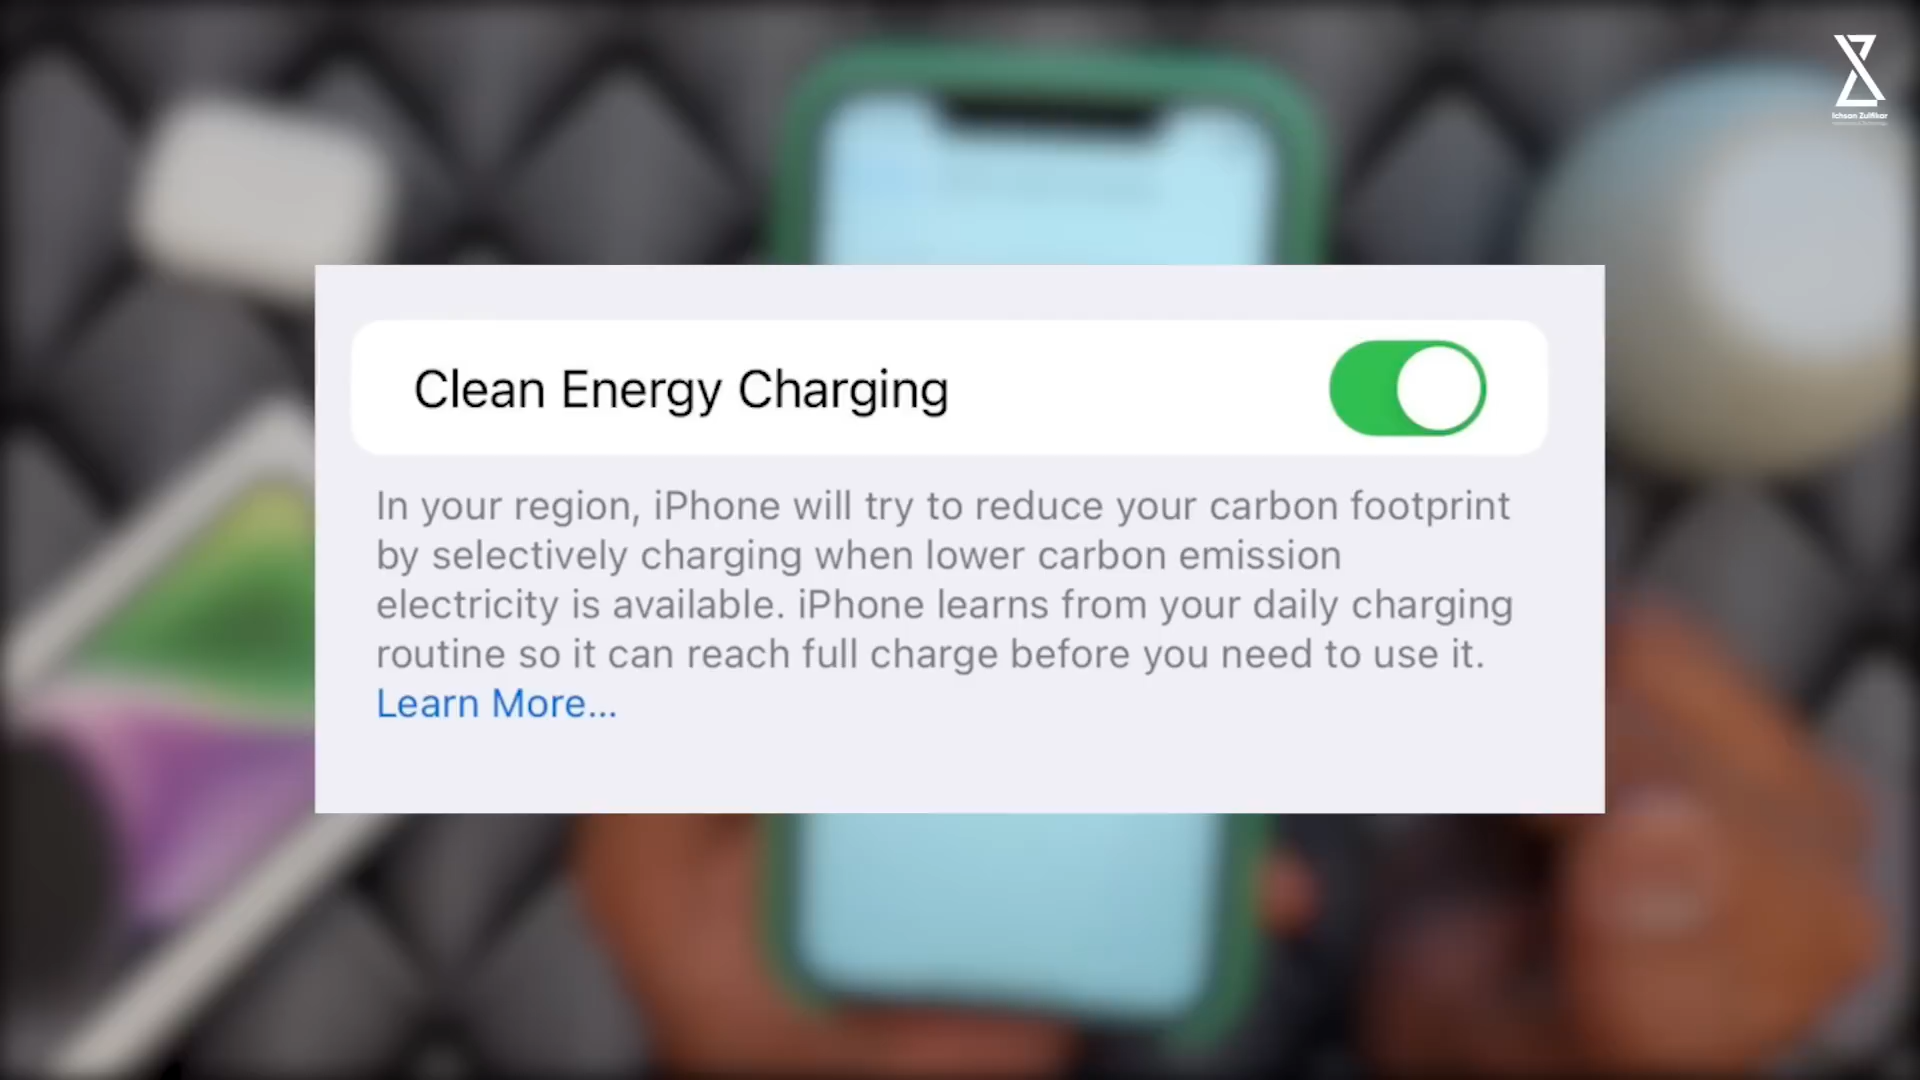 Ichsan Zulfikar
Clean Energy Charging
In your region, iPhone will try to reduce your carbon footprint
by selectively charging when lower carbon emission
electricity is available. iPhone learns from your daily charging
routine so it can reach full charge before you need to use it.
Learn More...